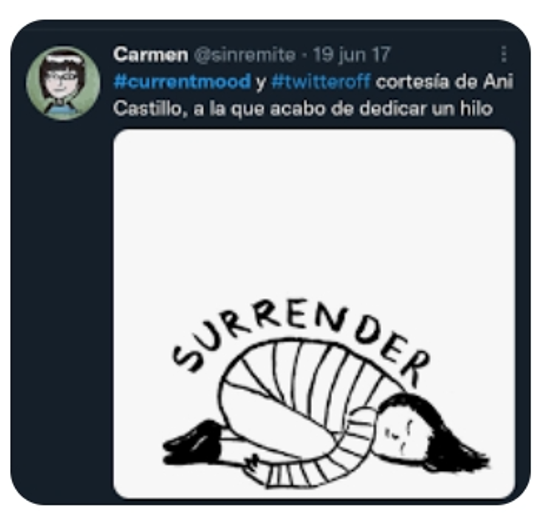 Carmen @sinremite · 19 jun 17
#currentmood y #twitteroff cortesía de Ani
Castillo, a la que acabo de dedicar un hilo
SURRENDER